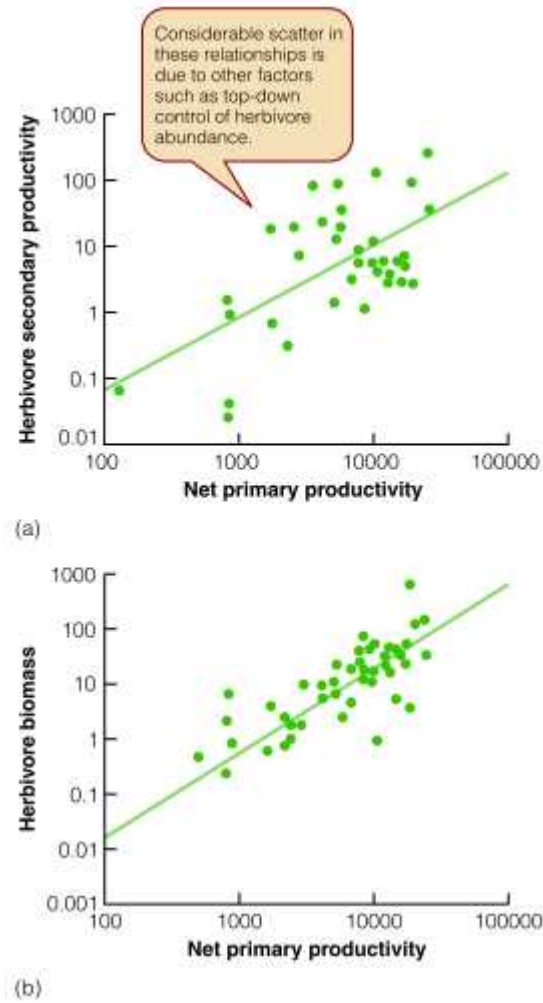 Considerable scatter in
these relationships is
due to other factors
such as top-down
control of herbivore
abundance.
Herbivore secondary productivity
1000
100
10
1
0.1
0.01
100 1000 10000 100000
Net primary productivity
(a)
Herbivore biomass
1000
100
10
1
0.1
0.01
0.001
100 1000 10000 100000
Net primary productivity
(b)